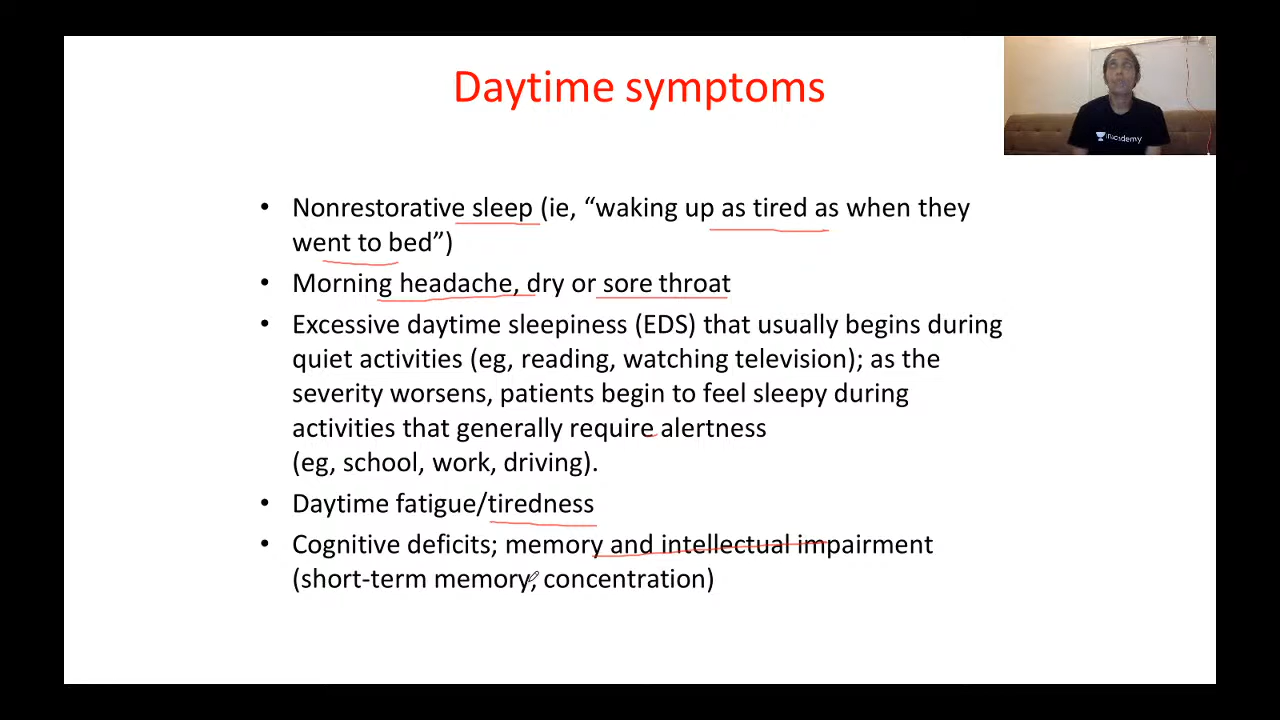 Daytime symptoms
• Nonrestorative sleep (ie, “waking up as tired as when they
went to bed”)
• Morning headache, dry or sore throat
• Excessive daytime sleepiness (EDS) that usually begins during
quiet activities (eg, reading, watching television); as the
severity worsens, patients begin to feel sleepy during
activities that generally require alertness
(eg, school, work, driving).
• Daytime fatigue/tiredness
• Cognitive deficits; memory and intellectual impairment
(short-term memory, concentration)